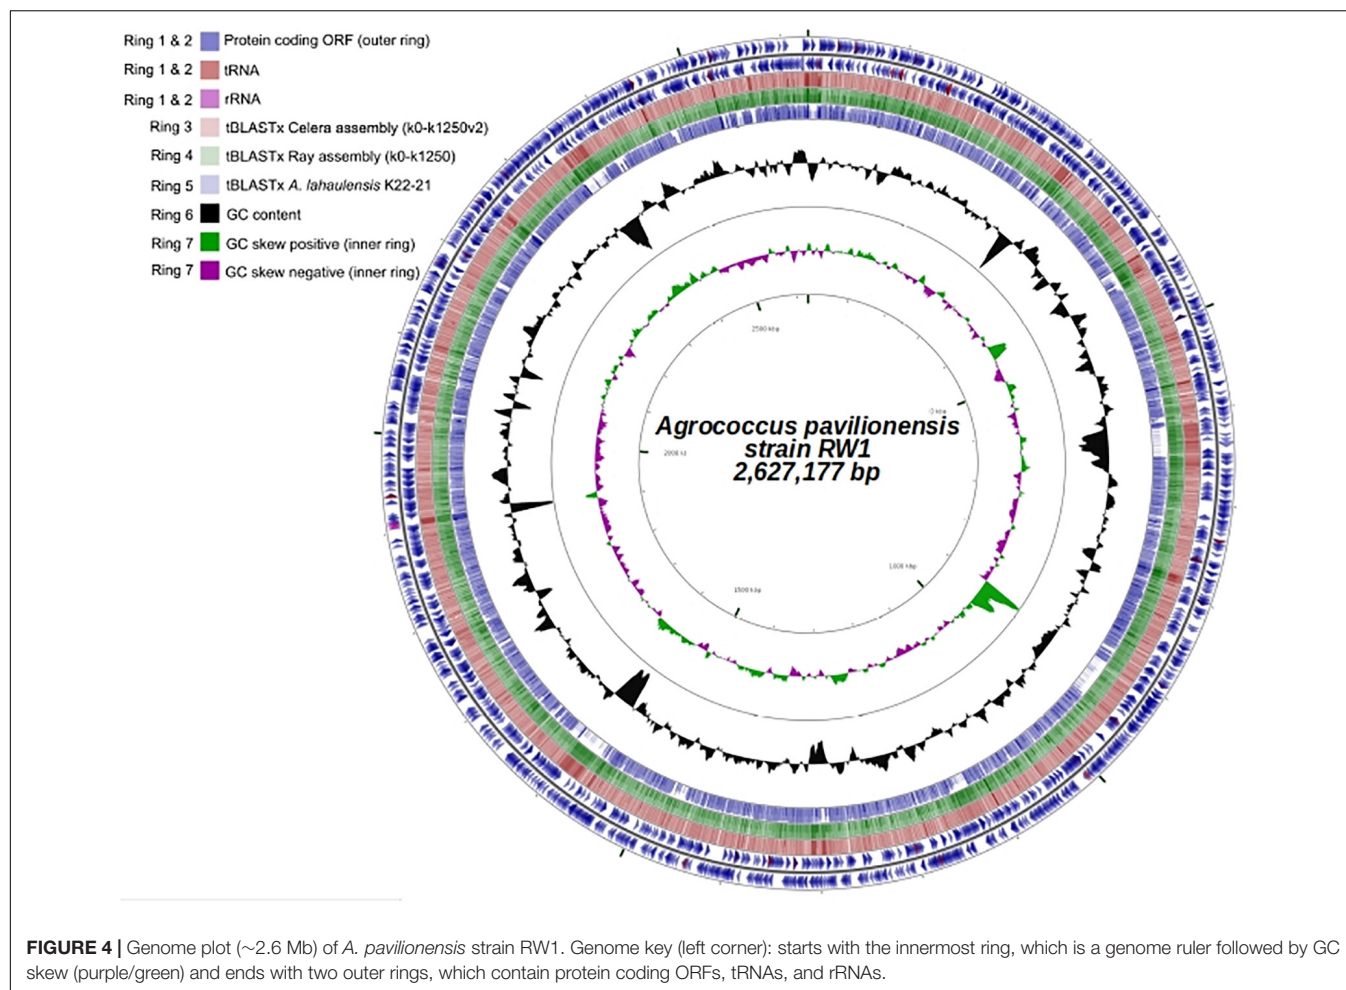 Ring 1 & 2 Protein coding ORF (outer ring)
Ring 1 & 2 tRNA
Ring 1 & 2 rRNA
Ring 3 tBLASTx Celera assembly (k0-k1250v2)
Ring 4 tBLASTx Ray assembly (k0-k1250)
Ring 5 tBLASTx A. lahaulensis K22-21
Ring 6 GC content
Ring 7 GC skew positive (inner ring)
Ring 7 GC skew negative (inner ring)
2500 kbp
Agrococcus pavilionensis
strain RW1
2,627,177 bp
1000 kbp
1500 kbp
FIGURE 4 | Genome plot (∼2.6 Mb) of A. pavilionensis strain RW1. Genome key (left corner): starts with the innermost ring, which is a genome ruler followed by GC
skew (purple/green) and ends with two outer rings, which contain protein coding ORFs, tRNAs, and rRNAs.